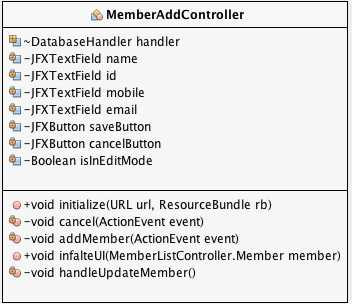 MemberAddController
~DatabaseHandler handler
-JFXTextField name
-JFXTextField id
-JFXTextField mobile
-JFXTextField email
-JFXButton saveButton
-JFXButton cancelButton
-Boolean isInEditMode
+void initialize(URL url, ResourceBundle rb)
-void cancel(ActionEvent event)
-void addMember(ActionEvent event)
+void infalteUI(MemberListController.Member member)
-void handleUpdateMember()